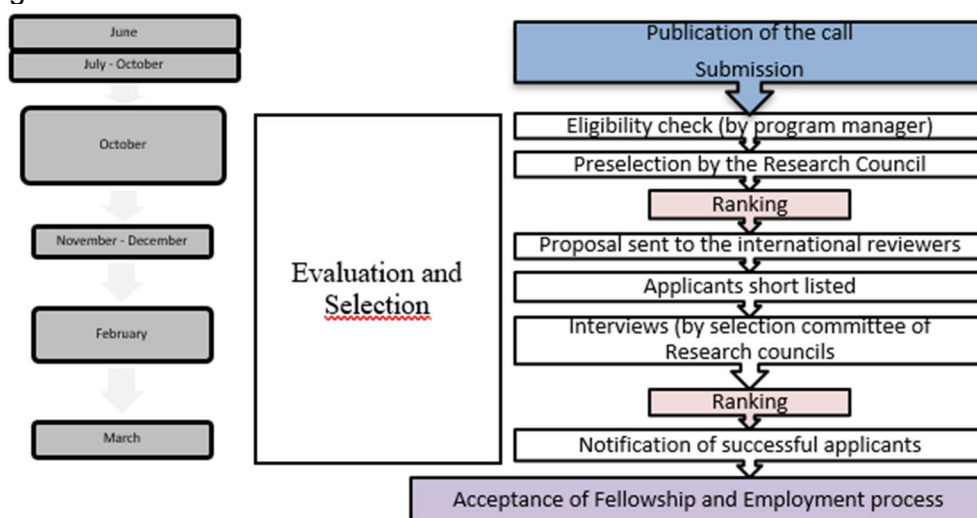 June
July - October
October
November - December
February
March
Evaluation and
Selection
Publication of the call
Submission
Eligibility check (by program manager)
Preselection by the Research Council
Ranking
Proposal sent to the international reviewers
Applicants short listed
Interviews (by selection committee of
Research councils
Ranking
Notification of successful applicants
Acceptance of Fellowship and Employment process